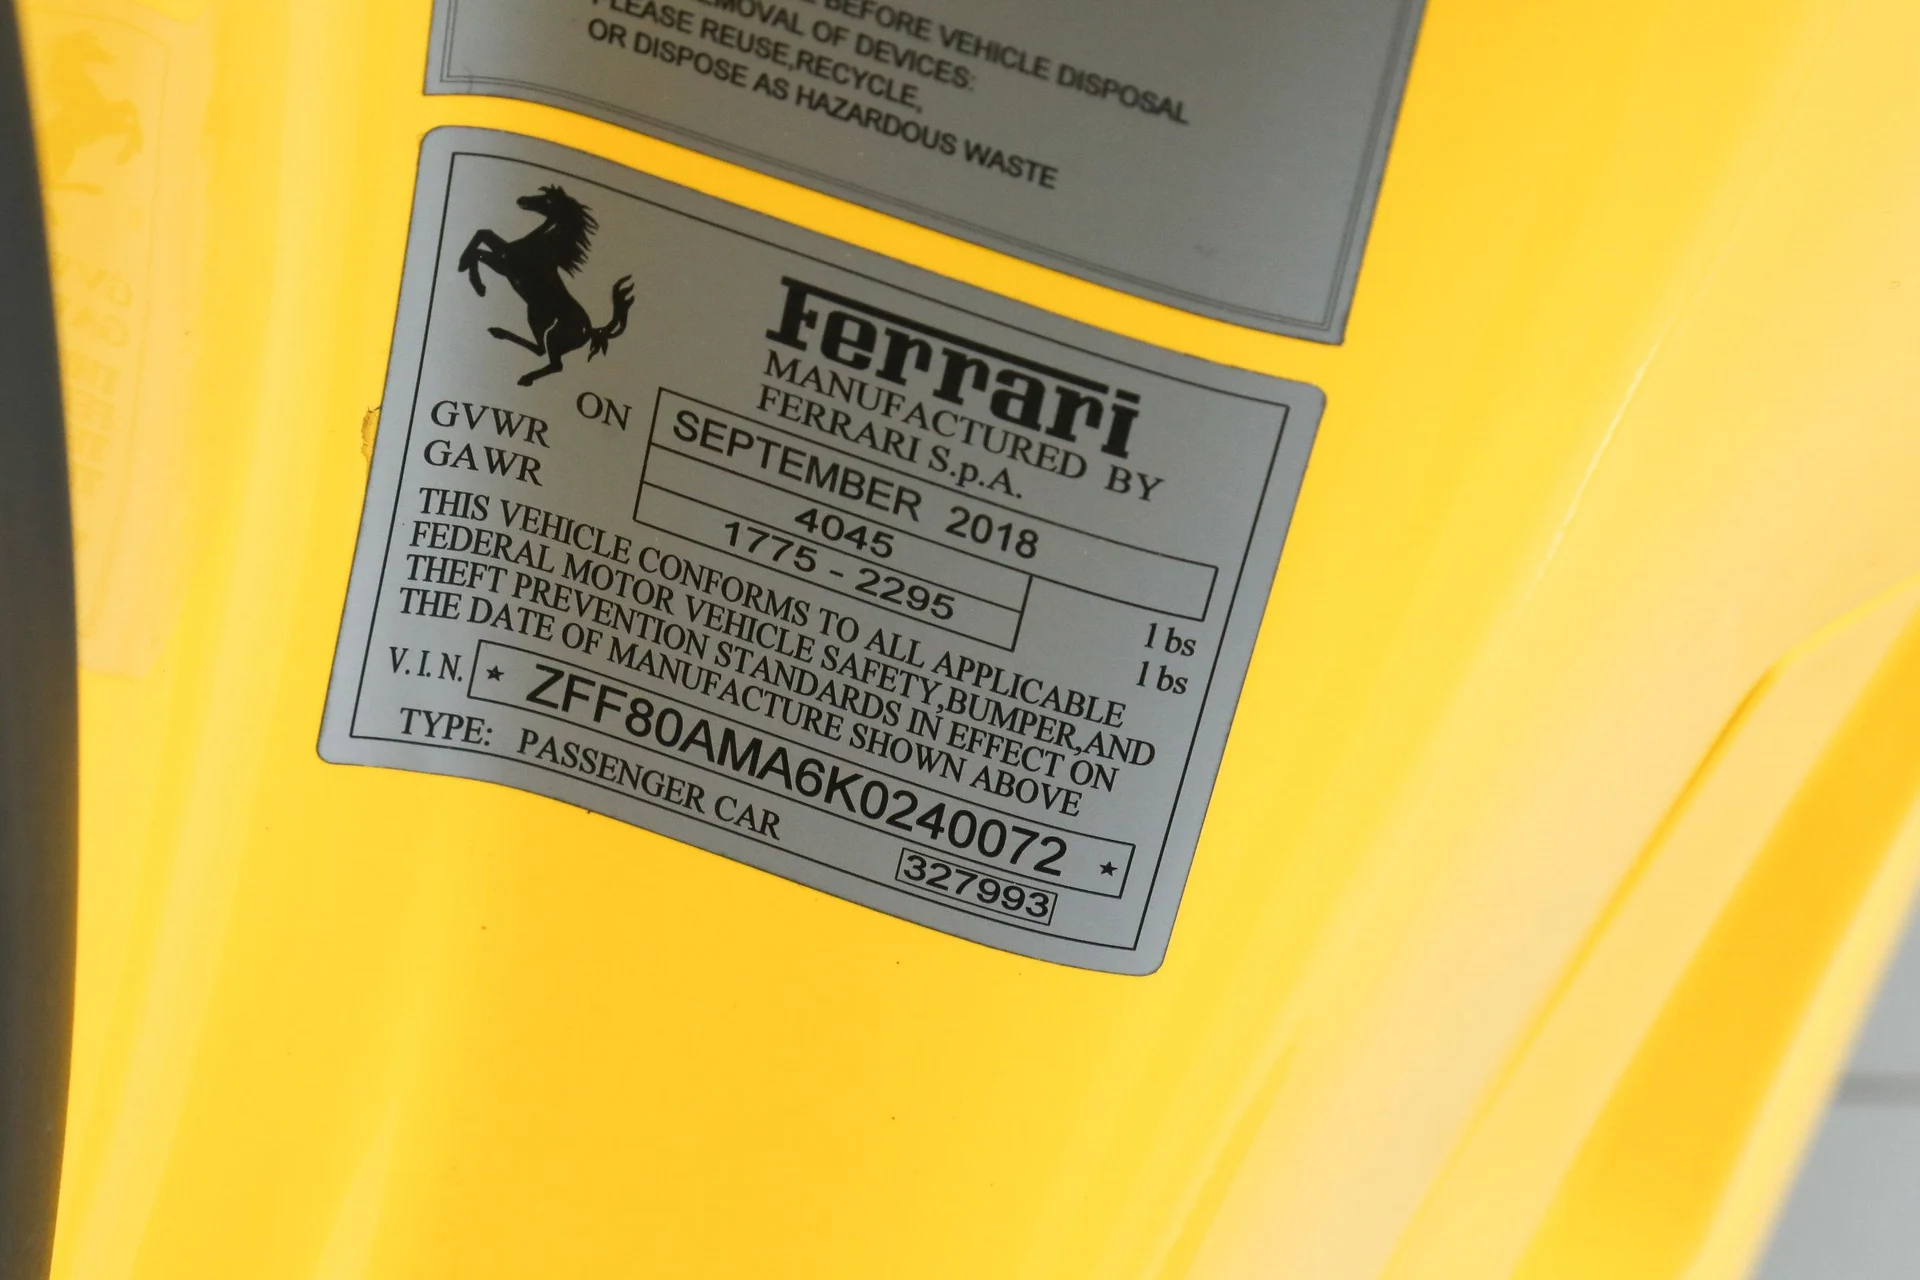 BEFORE VEHICLE DISPOSAL
REMOVAL OF DEVICES:
PLEASE REUSE,RECYCLE,
OR DISPOSE AS HAZARDOUS WASTE
Ferrari
MANUFACTURED BY
FERRARI S.p.A.
ON SEPTEMBER 2018
GVWR 4045 lbs
GAWR 1775 - 2295 lbs
THIS VEHICLE CONFORMS TO ALL APPLICABLE
FEDERAL MOTOR VEHICLE SAFETY,BUMPER,AND
THEFT PREVENTION STANDARDS IN EFFECT ON
THE DATE OF MANUFACTURE SHOWN ABOVE
V.I.N. ★ ZFF80AMA6K0240072 ★
TYPE: PASSENGER CAR
327993